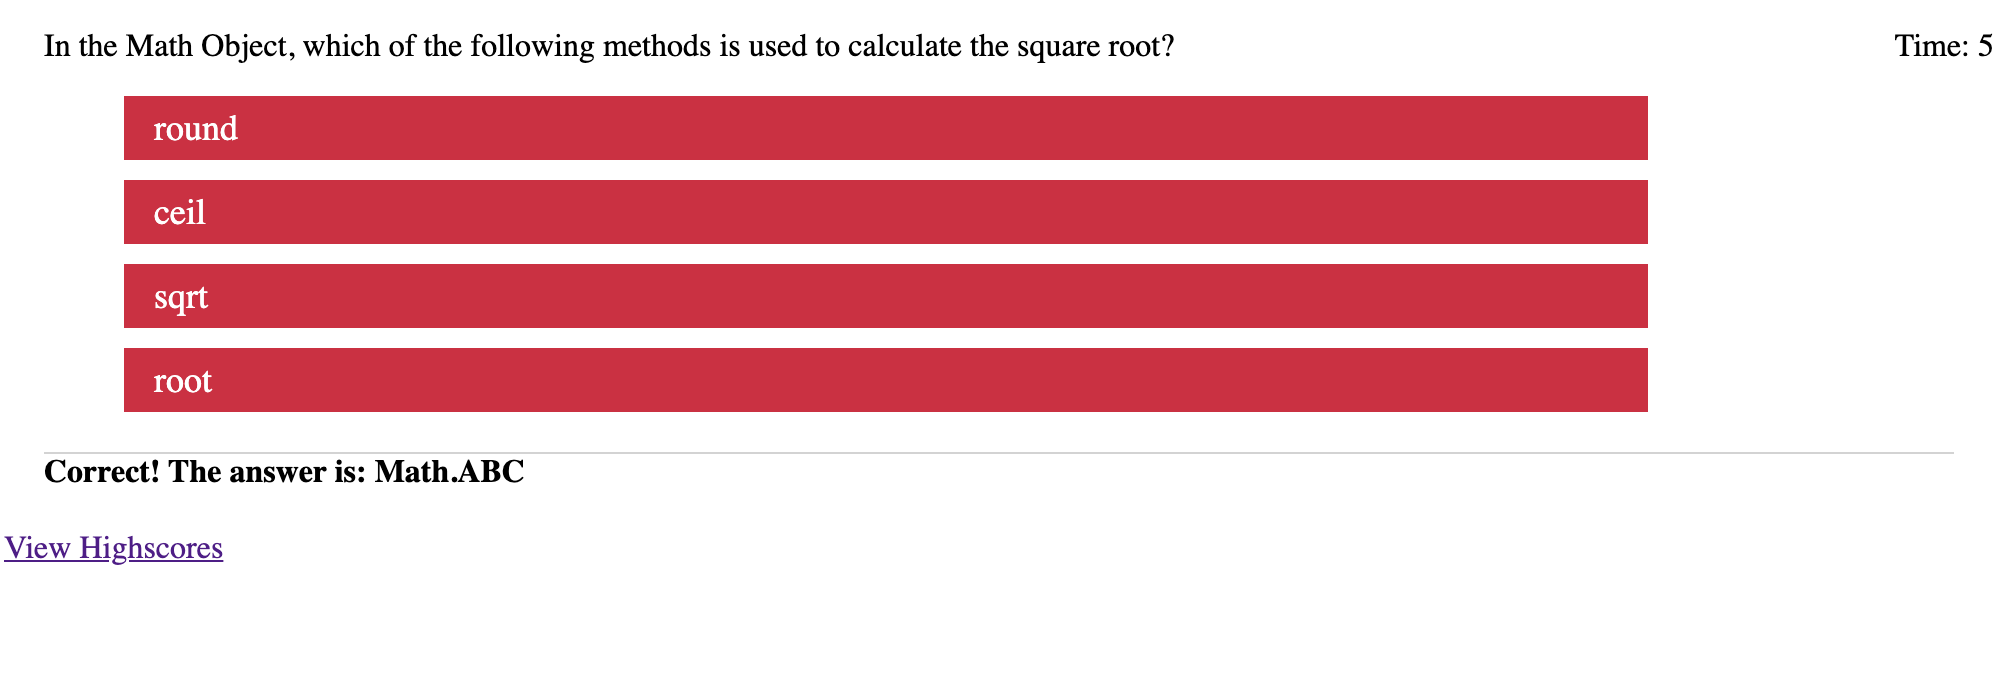 In the Math Object, which of the following methods is used to calculate the square root?
Time: 5
round
ceil
sqrt
root
Correct! The answer is: Math.ABC
View Highscores